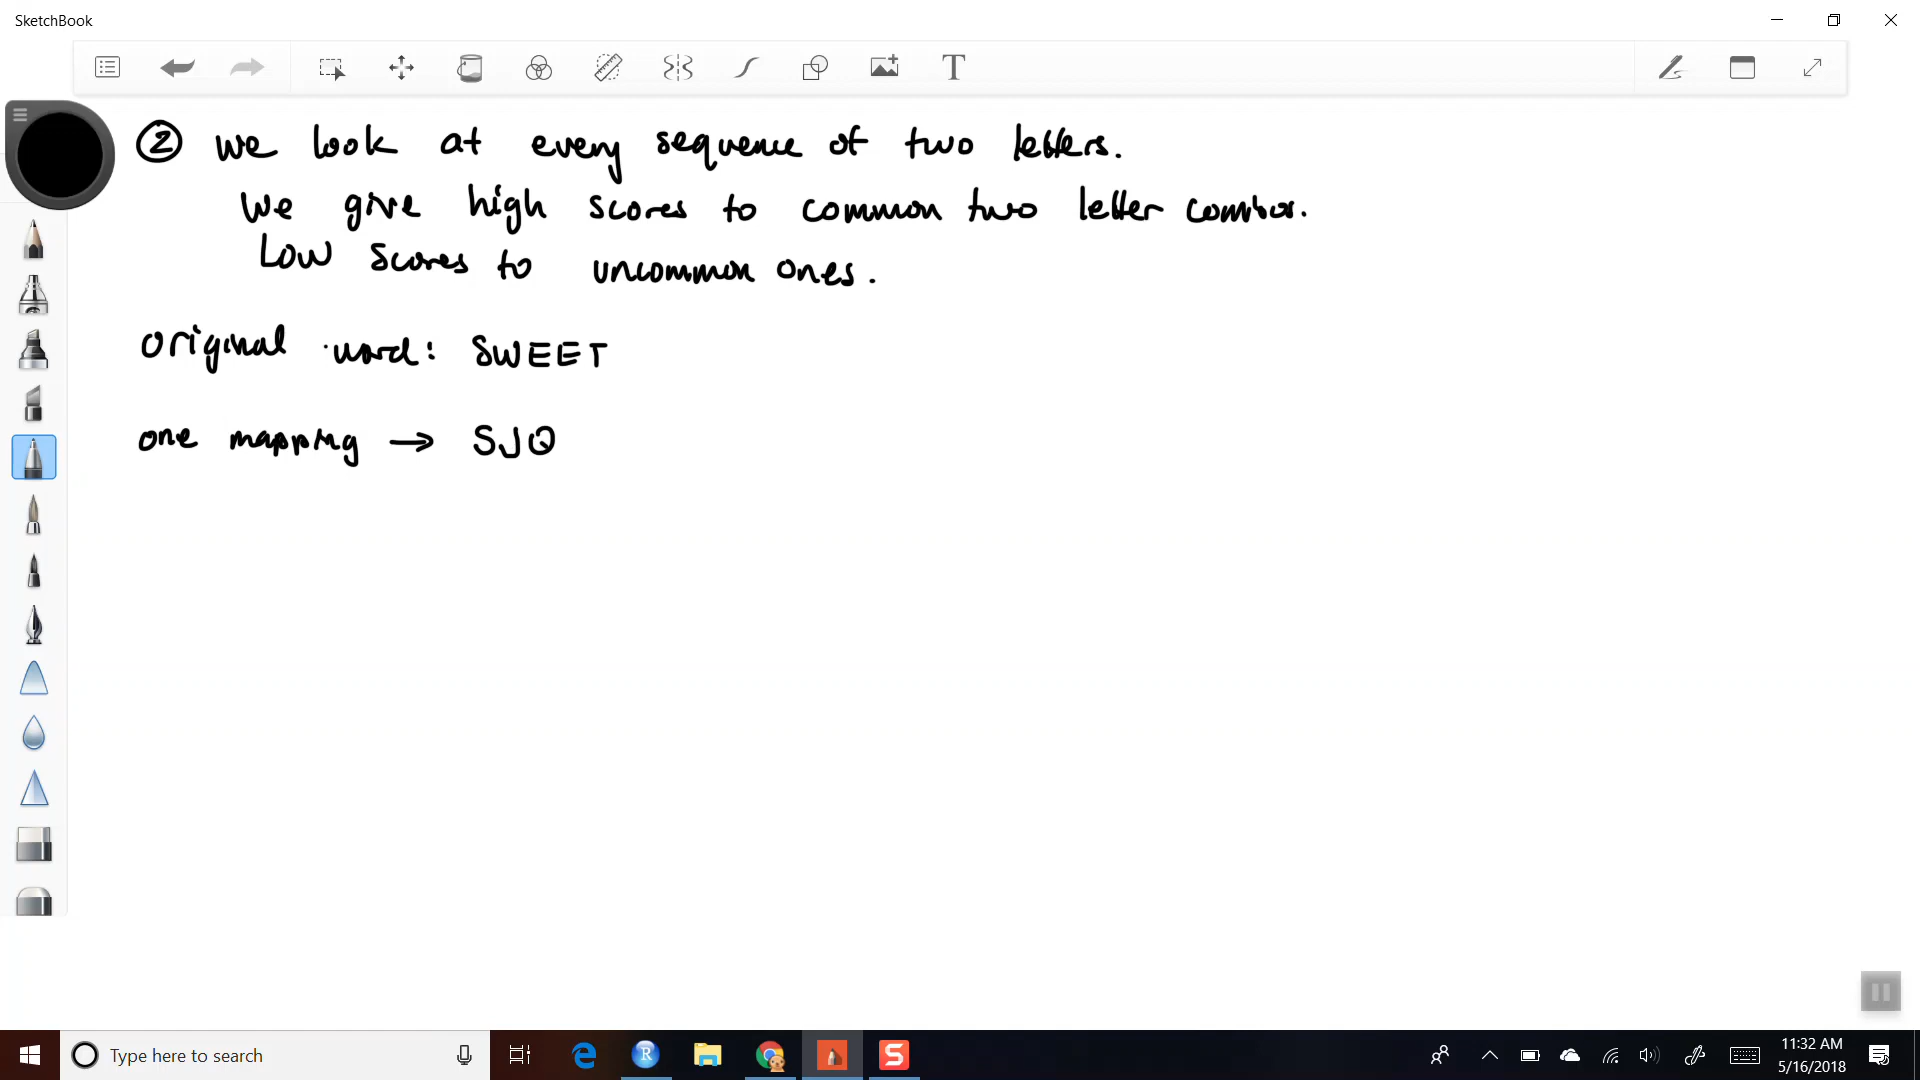 SketchBook
T
② We look at every sequence of two letters.
We give high scores to common two letter combos.
Low scores to uncommon ones.
original word: SWEET
one mapping → SJQ
Type here to search
R
S
11:32 AM
5/16/2018